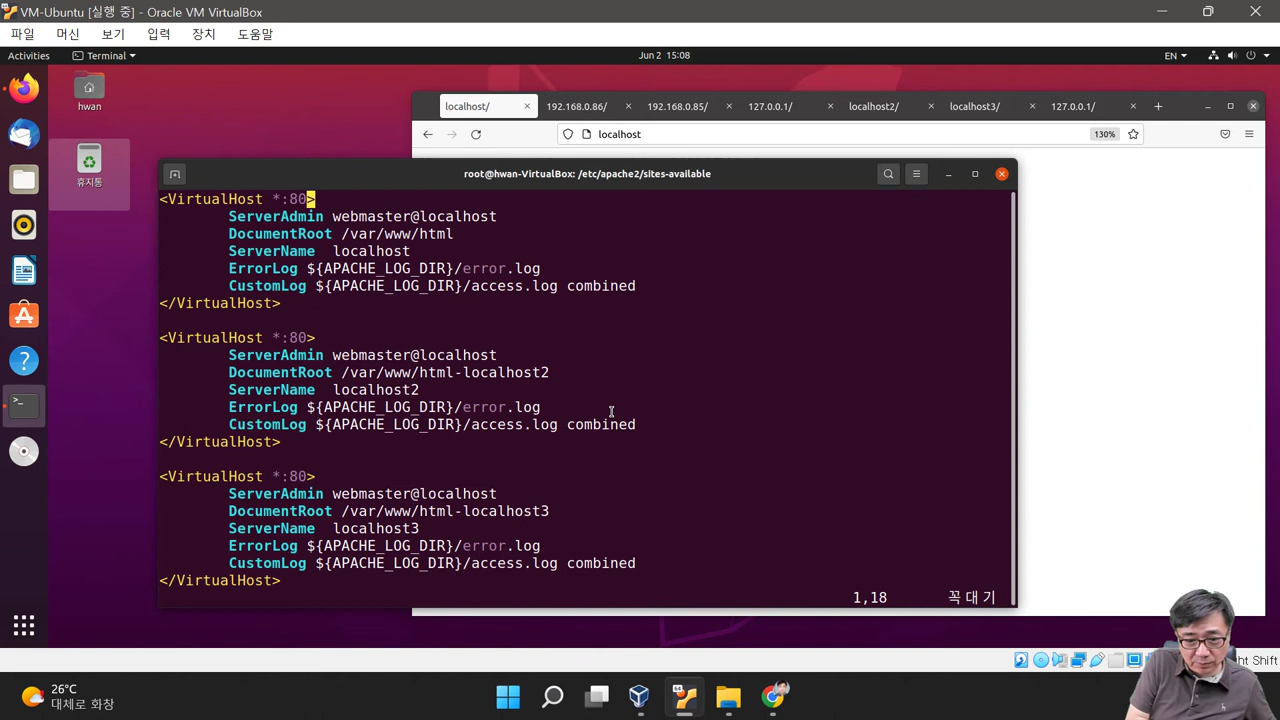 VM-Ubuntu [실행 중] - Oracle VM VirtualBox
파일 머신 보기 입력 장치 도움말
Activities Terminal Jun 2 15:08 EN
hwan
휴지통
localhost/ 192.168.0.86/ 192.168.0.85/ 127.0.0.1/ localhost2/ localhost3/ 127.0.0.1/
localhost 130%
root@hwan-VirtualBox: /etc/apache2/sites-available
<VirtualHost *:80>
ServerAdmin webmaster@localhost
DocumentRoot /var/www/html
ServerName localhost
ErrorLog ${APACHE_LOG_DIR}/error.log
CustomLog ${APACHE_LOG_DIR}/access.log combined
</VirtualHost>
<VirtualHost *:80>
ServerAdmin webmaster@localhost
DocumentRoot /var/www/html-localhost2
ServerName localhost2
ErrorLog ${APACHE_LOG_DIR}/error.log
CustomLog ${APACHE_LOG_DIR}/access.log combined
</VirtualHost>
<VirtualHost *:80>
ServerAdmin webmaster@localhost
DocumentRoot /var/www/html-localhost3
ServerName localhost3
ErrorLog ${APACHE_LOG_DIR}/error.log
CustomLog ${APACHE_LOG_DIR}/access.log combined
</VirtualHost>
1,18 꼭대기
ht Shift
26°C
대체로 화창